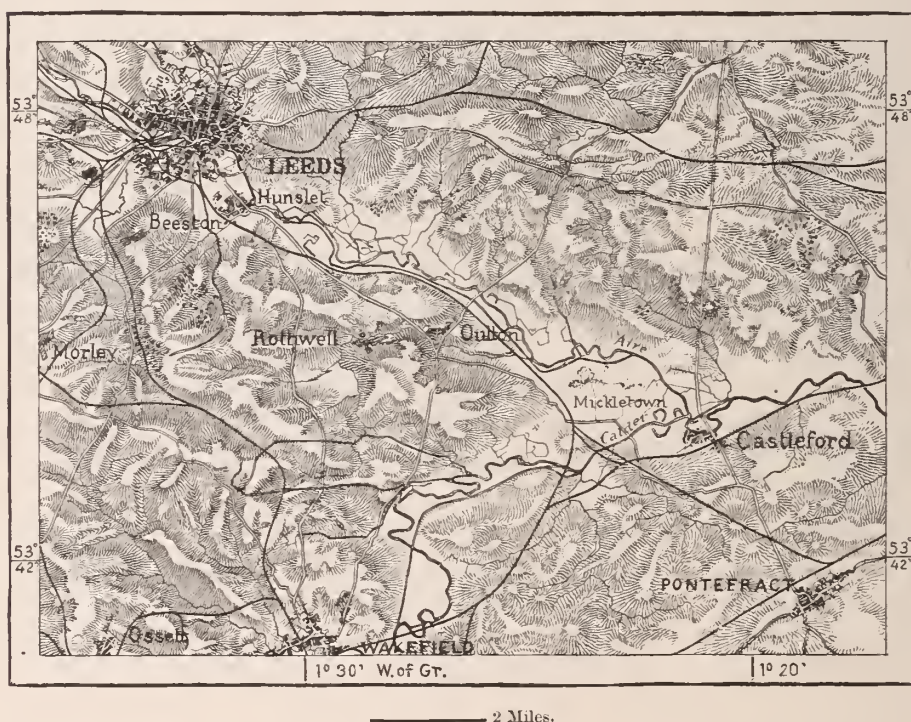 53°
48'
53°
48'
LEEDS
Hunslet
Beeston
Rothwell
Oulton
Aire
Morley
Mickletown
Calder
Castleford
53°
42'
53°
42'
PONTEFRACT
Ossett
WAKEFIELD
1° 30' W. of Gr.
1° 20'
2 Miles.